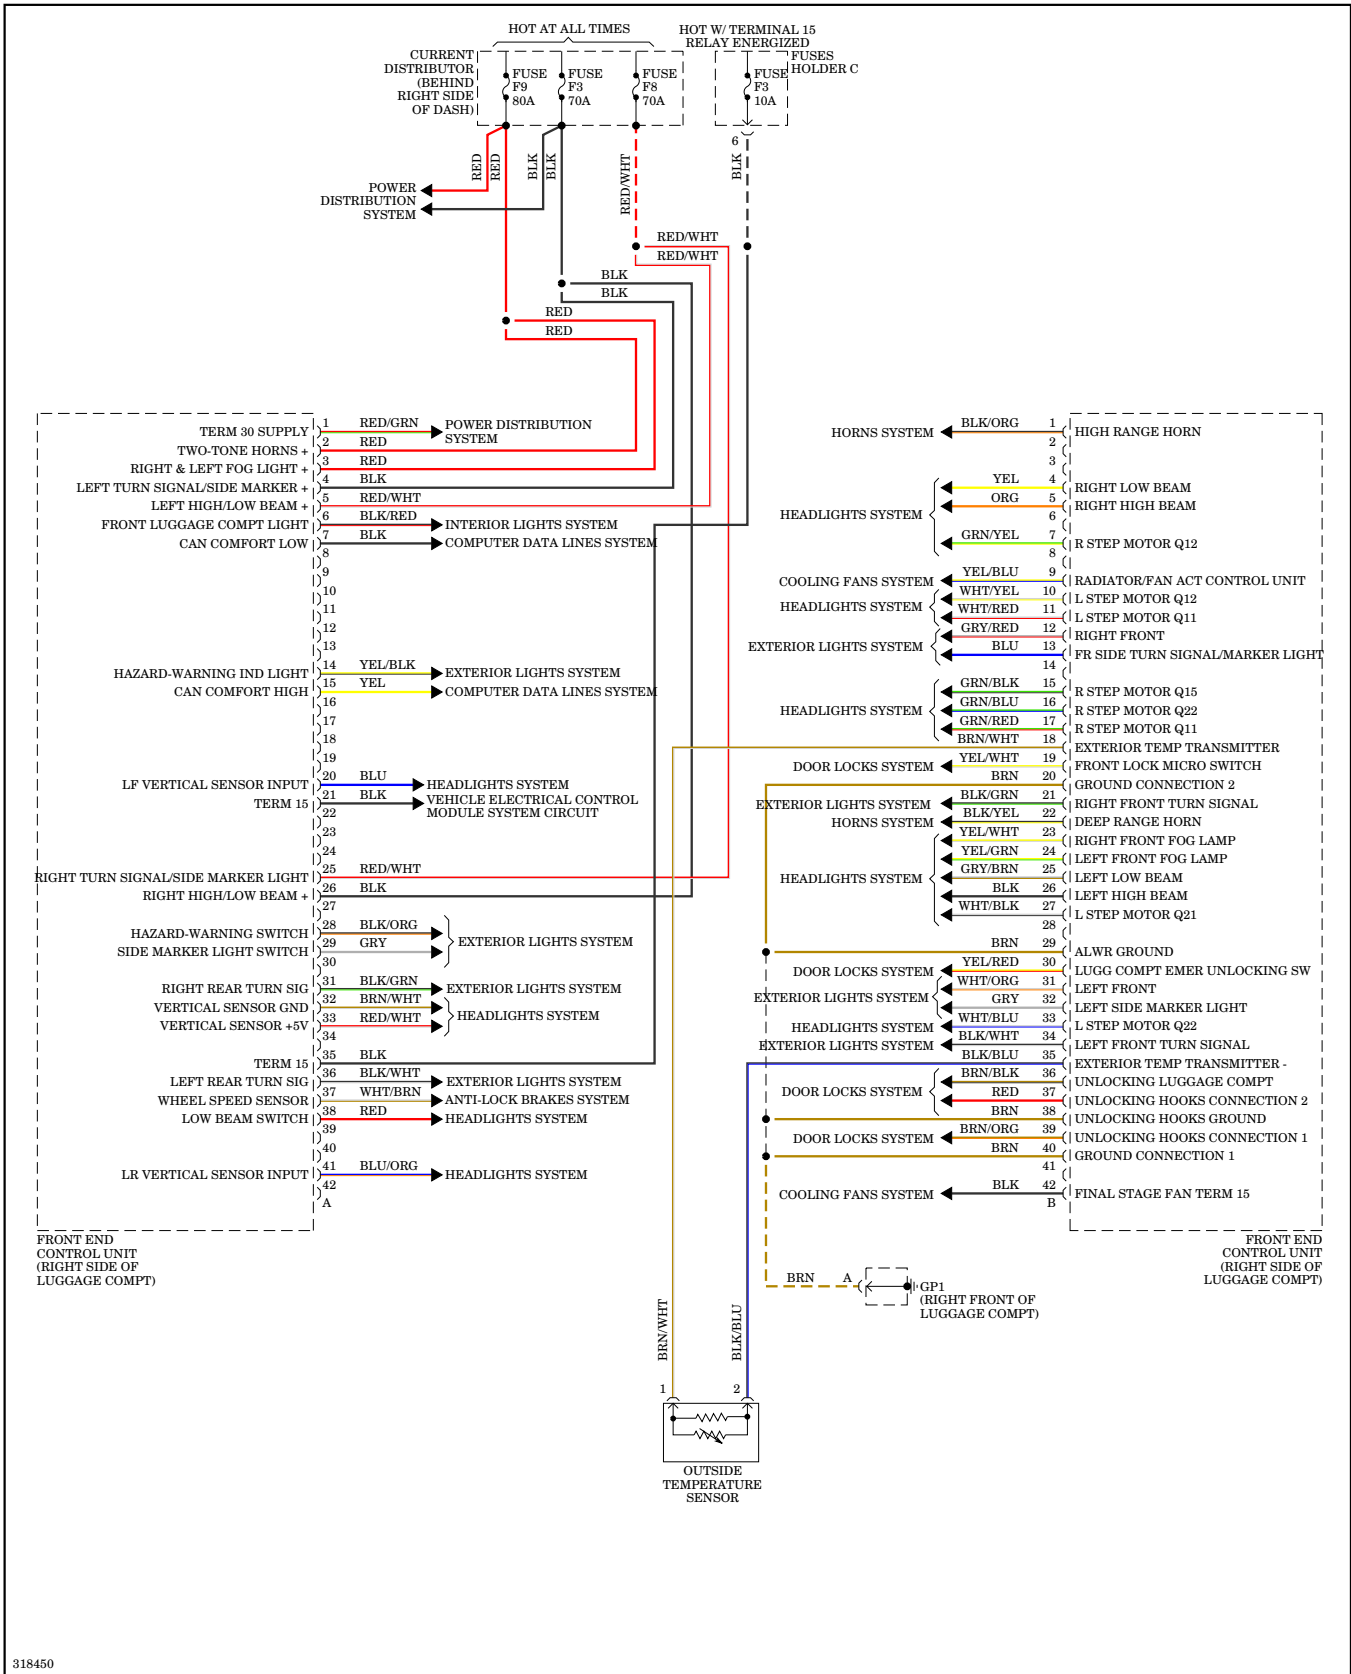 HOT AT ALL TIMES
HOT W/ TERMINAL 15
RELAY ENERGIZED
CURRENT
DISTRIBUTOR
(BEHIND
RIGHT SIDE
OF DASH)
FUSE
F9
80A
FUSE
F3
70A
FUSE
F8
70A
FUSE
F3
10A
FUSES
HOLDER C
6
RED
RED
BLK
BLK
RED/WHT
BLK
POWER
DISTRIBUTION
SYSTEM
RED/WHT
RED/WHT
BLK
BLK
RED
RED
TERM 30 SUPPLY 1 RED/GRN POWER DISTRIBUTION
SYSTEM
TWO-TONE HORNS + 2 RED
RIGHT & LEFT FOG LIGHT + 3 RED
LEFT TURN SIGNAL/SIDE MARKER + 4 BLK
LEFT HIGH/LOW BEAM + 5 RED/WHT
FRONT LUGGAGE COMPT LIGHT 6 BLK/RED INTERIOR LIGHTS SYSTEM
CAN COMFORT LOW 7 BLK COMPUTER DATA LINES SYSTEM
8
9
10
11
12
13
HAZARD-WARNING IND LIGHT 14 YEL/BLK EXTERIOR LIGHTS SYSTEM
CAN COMFORT HIGH 15 YEL COMPUTER DATA LINES SYSTEM
16
17
18
19
LF VERTICAL SENSOR INPUT 20 BLU HEADLIGHTS SYSTEM
TERM 15 21 BLK VEHICLE ELECTRICAL CONTROL
MODULE SYSTEM CIRCUIT
22
23
24
RIGHT TURN SIGNAL/SIDE MARKER LIGHT 25 RED/WHT
RIGHT HIGH/LOW BEAM + 26 BLK
27
HAZARD-WARNING SWITCH 28 BLK/ORG
SIDE MARKER LIGHT SWITCH 29 GRY
EXTERIOR LIGHTS SYSTEM
30
RIGHT REAR TURN SIG 31 BLK/GRN EXTERIOR LIGHTS SYSTEM
VERTICAL SENSOR GND 32 BRN/WHT
VERTICAL SENSOR +5V 33 RED/WHT
HEADLIGHTS SYSTEM
34
TERM 15 35 BLK
LEFT REAR TURN SIG 36 BLK/WHT EXTERIOR LIGHTS SYSTEM
WHEEL SPEED SENSOR 37 WHT/BRN ANTI-LOCK BRAKES SYSTEM
LOW BEAM SWITCH 38 RED HEADLIGHTS SYSTEM
39
40
LR VERTICAL SENSOR INPUT 41 BLU/ORG HEADLIGHTS SYSTEM
42
A
FRONT END
CONTROL UNIT
(RIGHT SIDE OF
LUGGAGE COMPT)
HORNS SYSTEM BLK/ORG 1 HIGH RANGE HORN
2
3
YEL 4 RIGHT LOW BEAM
ORG 5 RIGHT HIGH BEAM
HEADLIGHTS SYSTEM
6
GRN/YEL 7 R STEP MOTOR Q12
8
COOLING FANS SYSTEM YEL/BLU 9 RADIATOR/FAN ACT CONTROL UNIT
WHT/YEL 10 L STEP MOTOR Q12
HEADLIGHTS SYSTEM
WHT/RED 11 L STEP MOTOR Q11
GRY/RED 12 RIGHT FRONT
EXTERIOR LIGHTS SYSTEM
BLU 13 FR SIDE TURN SIGNAL/MARKER LIGHT
14
GRN/BLK 15 R STEP MOTOR Q15
HEADLIGHTS SYSTEM GRN/BLU 16 R STEP MOTOR Q22
GRN/RED 17 R STEP MOTOR Q11
BRN/WHT 18 EXTERIOR TEMP TRANSMITTER
DOOR LOCKS SYSTEM YEL/WHT 19 FRONT LOCK MICRO SWITCH
BRN 20 GROUND CONNECTION 2
EXTERIOR LIGHTS SYSTEM BLK/GRN 21 RIGHT FRONT TURN SIGNAL
HORNS SYSTEM BLK/YEL 22 DEEP RANGE HORN
YEL/WHT 23 RIGHT FRONT FOG LAMP
YEL/GRN 24 LEFT FRONT FOG LAMP
HEADLIGHTS SYSTEM GRY/BRN 25 LEFT LOW BEAM
BLK 26 LEFT HIGH BEAM
WHT/BLK 27 L STEP MOTOR Q21
28
BRN 29 ALWR GROUND
DOOR LOCKS SYSTEM YEL/RED 30 LUGG COMPT EMER UNLOCKING SW
WHT/ORG 31 LEFT FRONT
EXTERIOR LIGHTS SYSTEM
GRY 32 LEFT SIDE MARKER LIGHT
HEADLIGHTS SYSTEM WHT/BLU 33 L STEP MOTOR Q22
EXTERIOR LIGHTS SYSTEM BLK/WHT 34 LEFT FRONT TURN SIGNAL
BLK/BLU 35 EXTERIOR TEMP TRANSMITTER -
BRN/BLK 36 UNLOCKING LUGGAGE COMPT
DOOR LOCKS SYSTEM
RED 37 UNLOCKING HOOKS CONNECTION 2
BRN 38 UNLOCKING HOOKS GROUND
DOOR LOCKS SYSTEM BRN/ORG 39 UNLOCKING HOOKS CONNECTION 1
BRN 40 GROUND CONNECTION 1
41
COOLING FANS SYSTEM BLK 42 FINAL STAGE FAN TERM 15
B
FRONT END
CONTROL UNIT
(RIGHT SIDE OF
LUGGAGE COMPT)
BRN A GP1
(RIGHT FRONT OF
LUGGAGE COMPT)
BRN/WHT
BLK/BLU
1 2
OUTSIDE
TEMPERATURE
SENSOR
318450